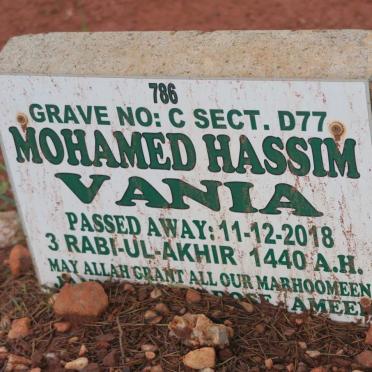 786
GRAVE NO: C SECT. D77
MOHAMED HASSIM
VANIA
PASSED AWAY: 11-12-2018
3 RABI-UL-AKHIR 1440 A.H.
MAY ALLAH GRANT ALL OUR MARHOOMEEN
AMEEN